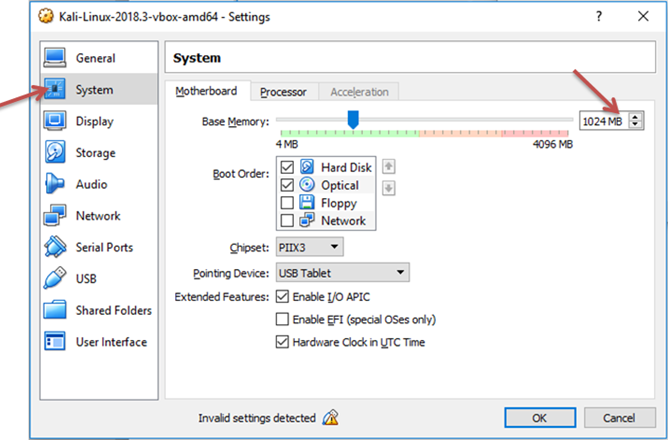 Kali-Linux-2018.3-vbox-amd64 - Settings ?
General
System
Display
Storage
Audio
Network
Serial Ports
USB
Shared Folders
User Interface
System
Motherboard Processor Acceleration
Base Memory: 1024 MB
4 MB 4096 MB
Boot Order: Hard Disk
Optical
Floppy
Network
Chipset: PIIX3
Pointing Device: USB Tablet
Extended Features: Enable I/O APIC
Enable EFI (special OSes only)
Hardware Clock in UTC Time
Invalid settings detected OK Cancel